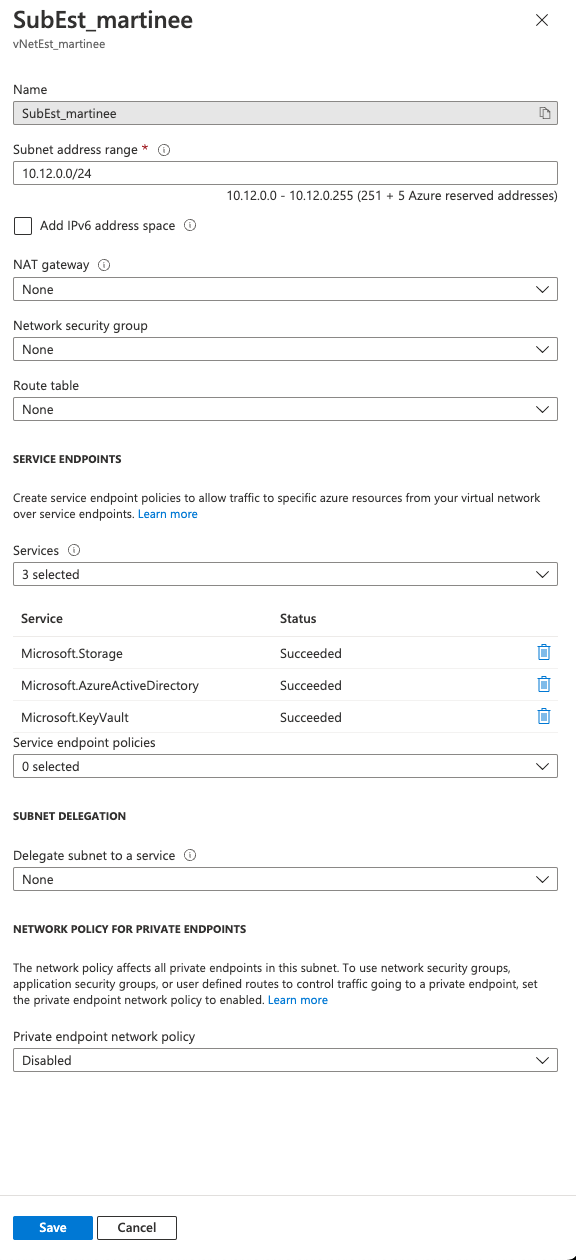 SubEst_martinee
vNetEst_martinee
Name
SubEst_martinee
Subnet address range *
10.12.0.0/24
10.12.0.0 - 10.12.0.255 (251 + 5 Azure reserved addresses)
Add IPv6 address space
NAT gateway
None
Network security group
None
Route table
None
SERVICE ENDPOINTS
Create service endpoint policies to allow traffic to specific azure resources from your virtual network
over service endpoints. Learn more
Services
3 selected
Service Status
Microsoft.Storage Succeeded
Microsoft.AzureActiveDirectory Succeeded
Microsoft.KeyVault Succeeded
Service endpoint policies
0 selected
SUBNET DELEGATION
Delegate subnet to a service
None
NETWORK POLICY FOR PRIVATE ENDPOINTS
The network policy affects all private endpoints in this subnet. To use network security groups,
application security groups, or user defined routes to control traffic going to a private endpoint, set
the private endpoint network policy to enabled. Learn more
Private endpoint network policy
Disabled
Save Cancel